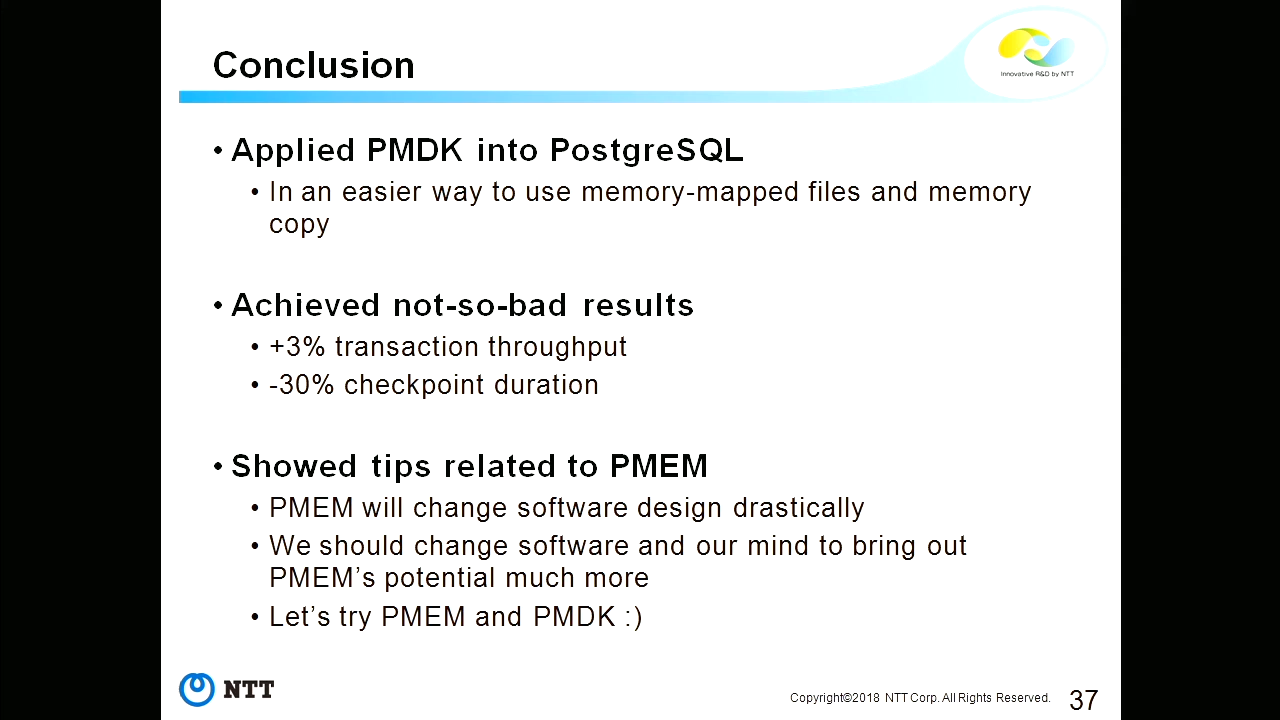 Conclusion
Innovative R&D by NTT
• Applied PMDK into PostgreSQL
• In an easier way to use memory-mapped files and memory
copy
• Achieved not-so-bad results
• +3% transaction throughput
• -30% checkpoint duration
• Showed tips related to PMEM
• PMEM will change software design drastically
• We should change software and our mind to bring out
PMEM’s potential much more
• Let’s try PMEM and PMDK :)
NTT
Copyright©2018 NTT Corp. All Rights Reserved.
37